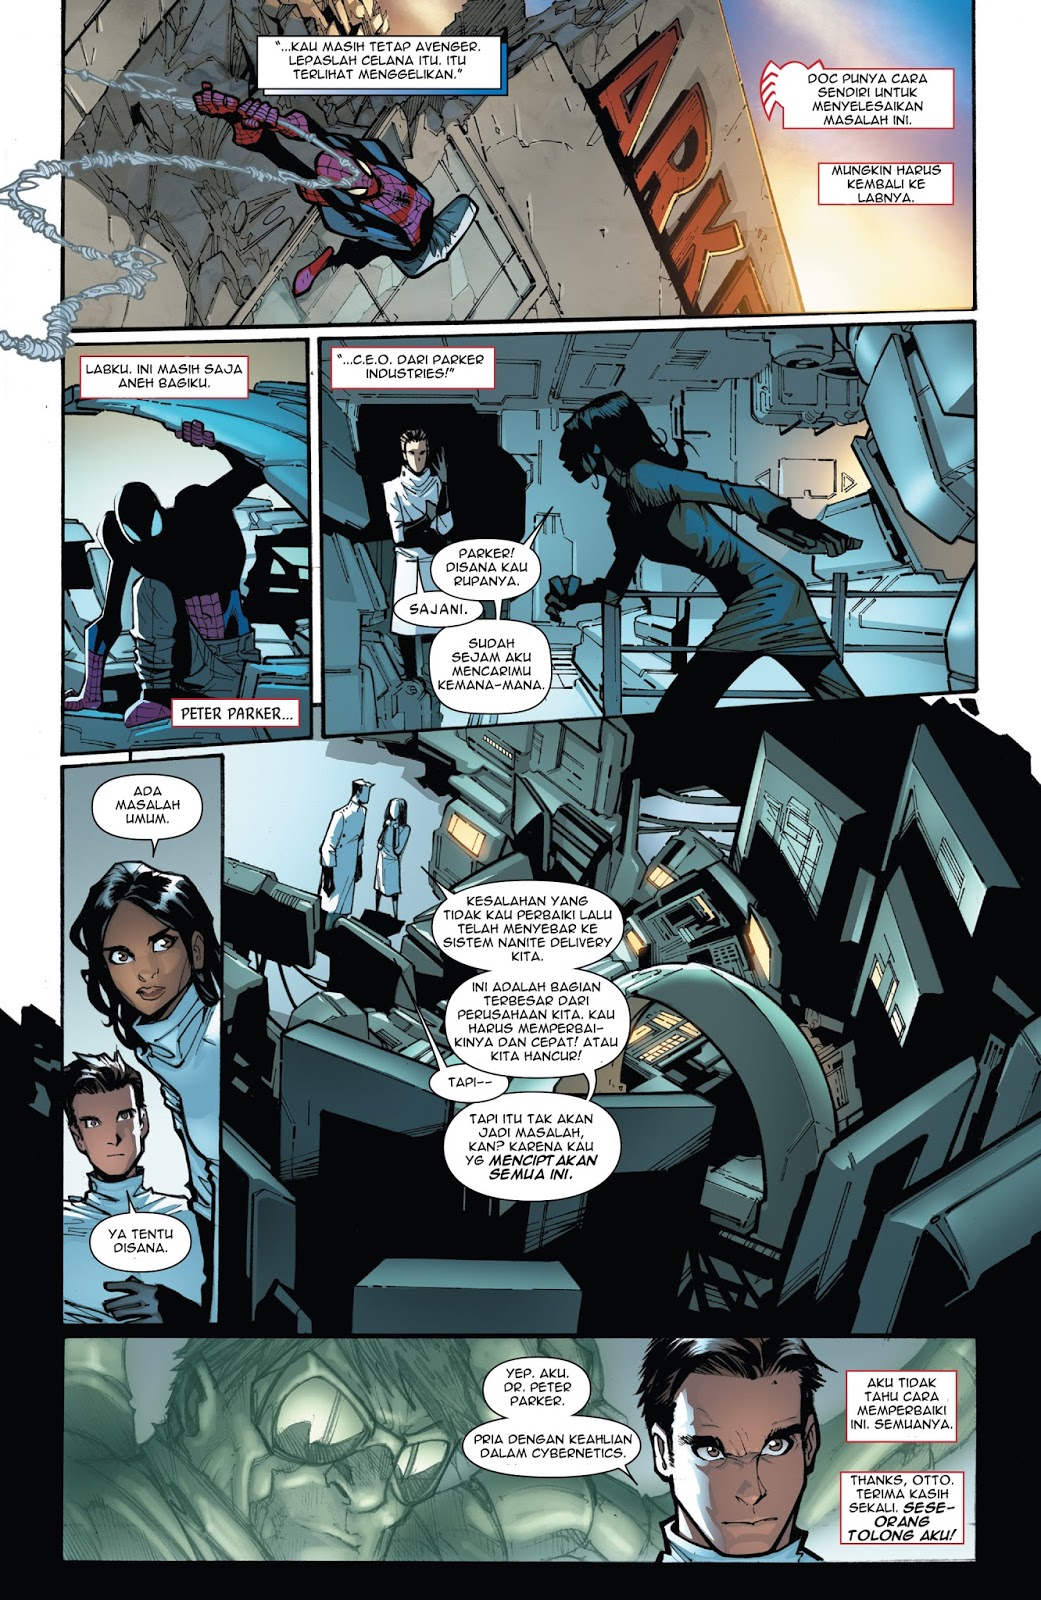 "...KAU MASIH TETAP AVENGER.
LEPASLAH CELANA ITU. ITU
TERLIHAT MENGGELIKAN."
DOC PUNYA CARA
SENDIRI UNTUK
MENYELESAIKAN
MASALAH INI.
MUNGKIN HARUS
KEMBALI KE
LABNYA.
ARKE
LABKU. INI MASIH SAJA
ANEH BAGIKU.
PETER PARKER...
"...C.E.O. DARI PARKER
INDUSTRIES!"
PARKER!
DISANA KAU
RUPANYA.
SAJANI.
SUDAH
SEJAM AKU
MENCARIMU
KEMANA-MANA.
ADA
MASALAH
UMUM.
YA TENTU
DISANA.
KESALAHAN YANG
TIDAK KAU PERBAIKI LALU
TELAH MENYEBAR KE
SISTEM NANITE DELIVERY
KITA.
INI ADALAH BAGIAN
TERBESAR DARI
PERUSAHAAN KITA. KAU
HARUS MEMPERBAI-
KINYA DAN CEPAT! ATAU
KITA HANCUR!
TAPI--
TAPI ITU TAK AKAN
JADI MASALAH,
KAN? KARENA KAU
YG MENCIPTAKAN
SEMUA INI.
YEP. AKU.
DR. PETER
PARKER.
PRIA DENGAN KEAHLIAN
DALAM CYBERNETICS.
AKU TIDAK
TAHU CARA
MEMPERBAIKI
INI. SEMUANYA.
THANKS, OTTO.
TERIMA KASIH
SEKALI. SESE-
ORANG
TOLONG AKU!